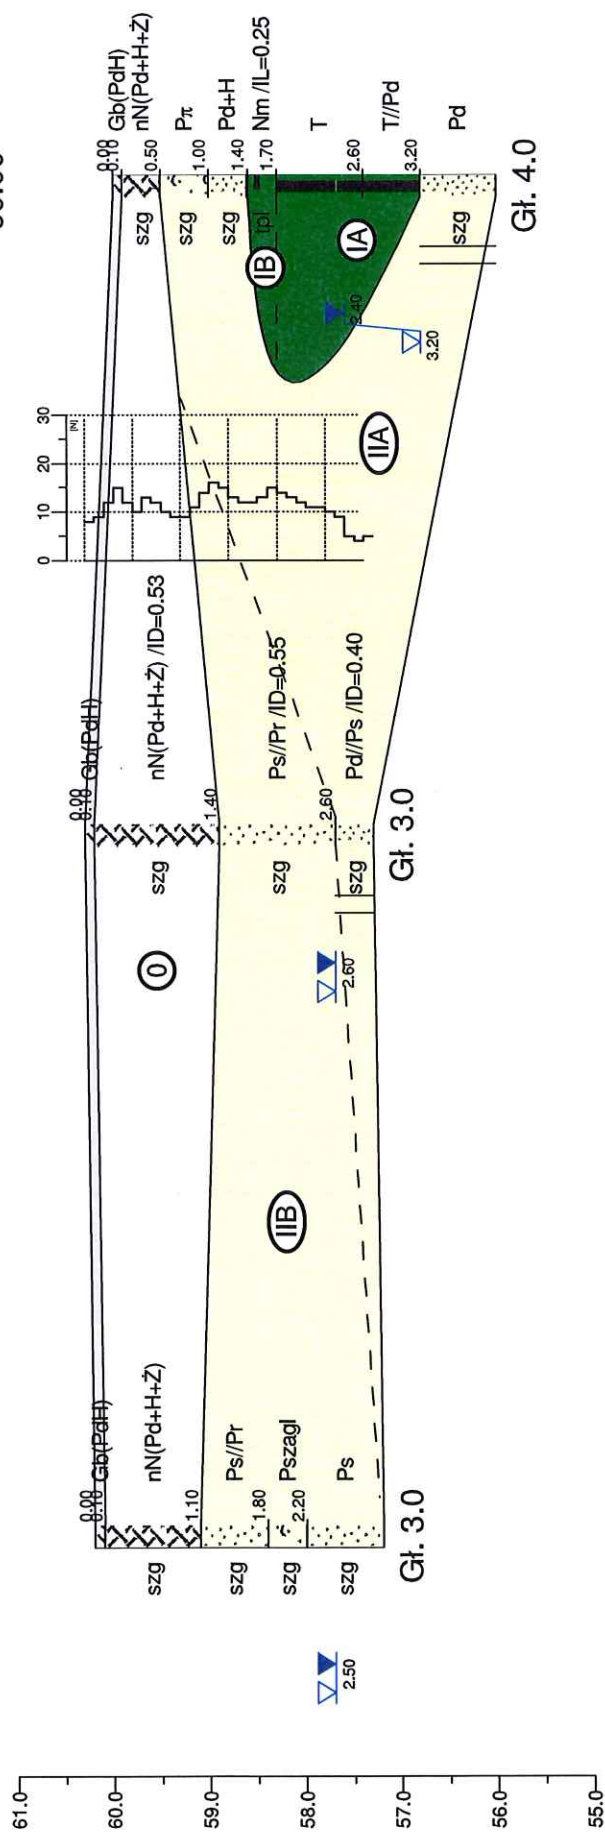 61.0
60.0
59.0
58.0
57.0
56.0
55.0
2.50
0.00
0.10
Gb(PdH)
nN(Pd+H+Ż)
szg
1.10
Ps//Pr
szg
1.80
Pszagl
szg
2.20
Ps
szg
Gł. 3.0
0
IIB
2.60
0.00
0.10
Gb(PdH)
nN(Pd+H+Ż) /ID=0.53
szg
1.40
Ps//Pr /ID=0.55
szg
2.60
Pd//Ps /ID=0.40
szg
Gł. 3.0
0
10
20
30
[N]
IIA
IB
IA
2.40
3.20
0.00
0.10
Gb(PdH)
nN(Pd+H+Ż)
szg
0.50
Pπ
szg
1.00
Pd+H
szg
1.40
Nm /IL=0.25
tpl
1.70
T
2.60
T//Pd
3.20
Pd
szg
Gł. 4.0